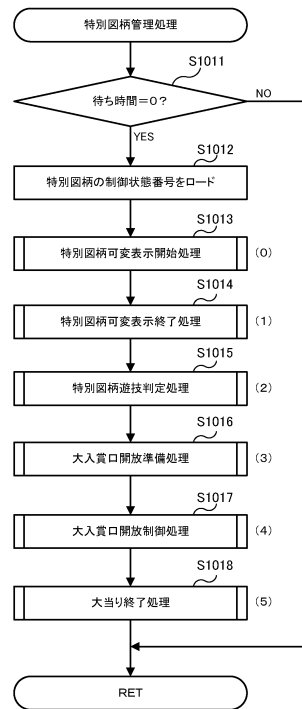 特別図柄管理処理
S1011
待ち時間=0?
NO
YES
S1012
特別図柄の制御状態番号をロード
S1013
特別図柄可変表示開始処理 (0)
S1014
特別図柄可変表示終了処理 (1)
S1015
特別図柄遊技判定処理 (2)
S1016
大入賞口開放準備処理 (3)
S1017
大入賞口開放制御処理 (4)
S1018
大当り終了処理 (5)
RET